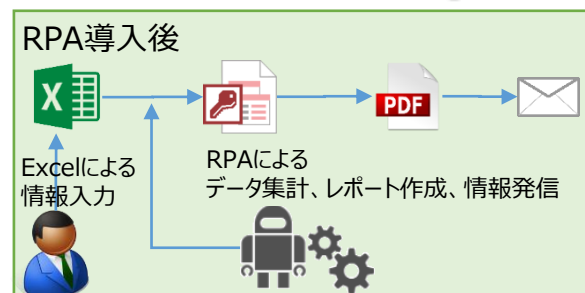 RPA導入後
X
PDF
Excelによる
情報入力
RPAによる
データ集計、レポート作成、情報発信